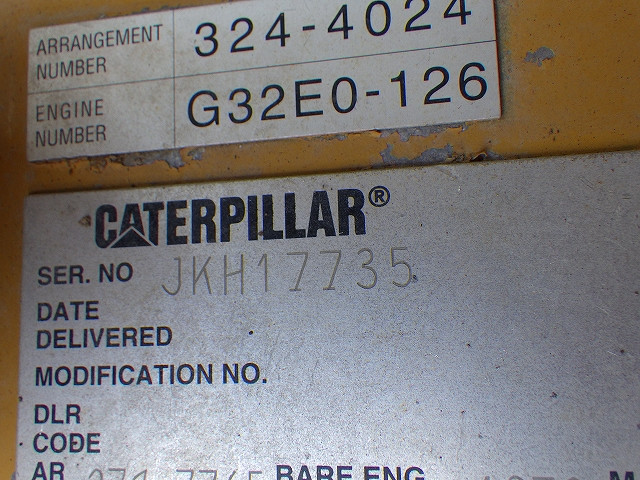 ARRANGEMENT NUMBER 324-4024
ENGINE NUMBER G32E0-126
CATERPILLAR®
SER. NO JKH17735
DATE
DELIVERED
MODIFICATION NO.
DLR
CODE
AR BARE ENG